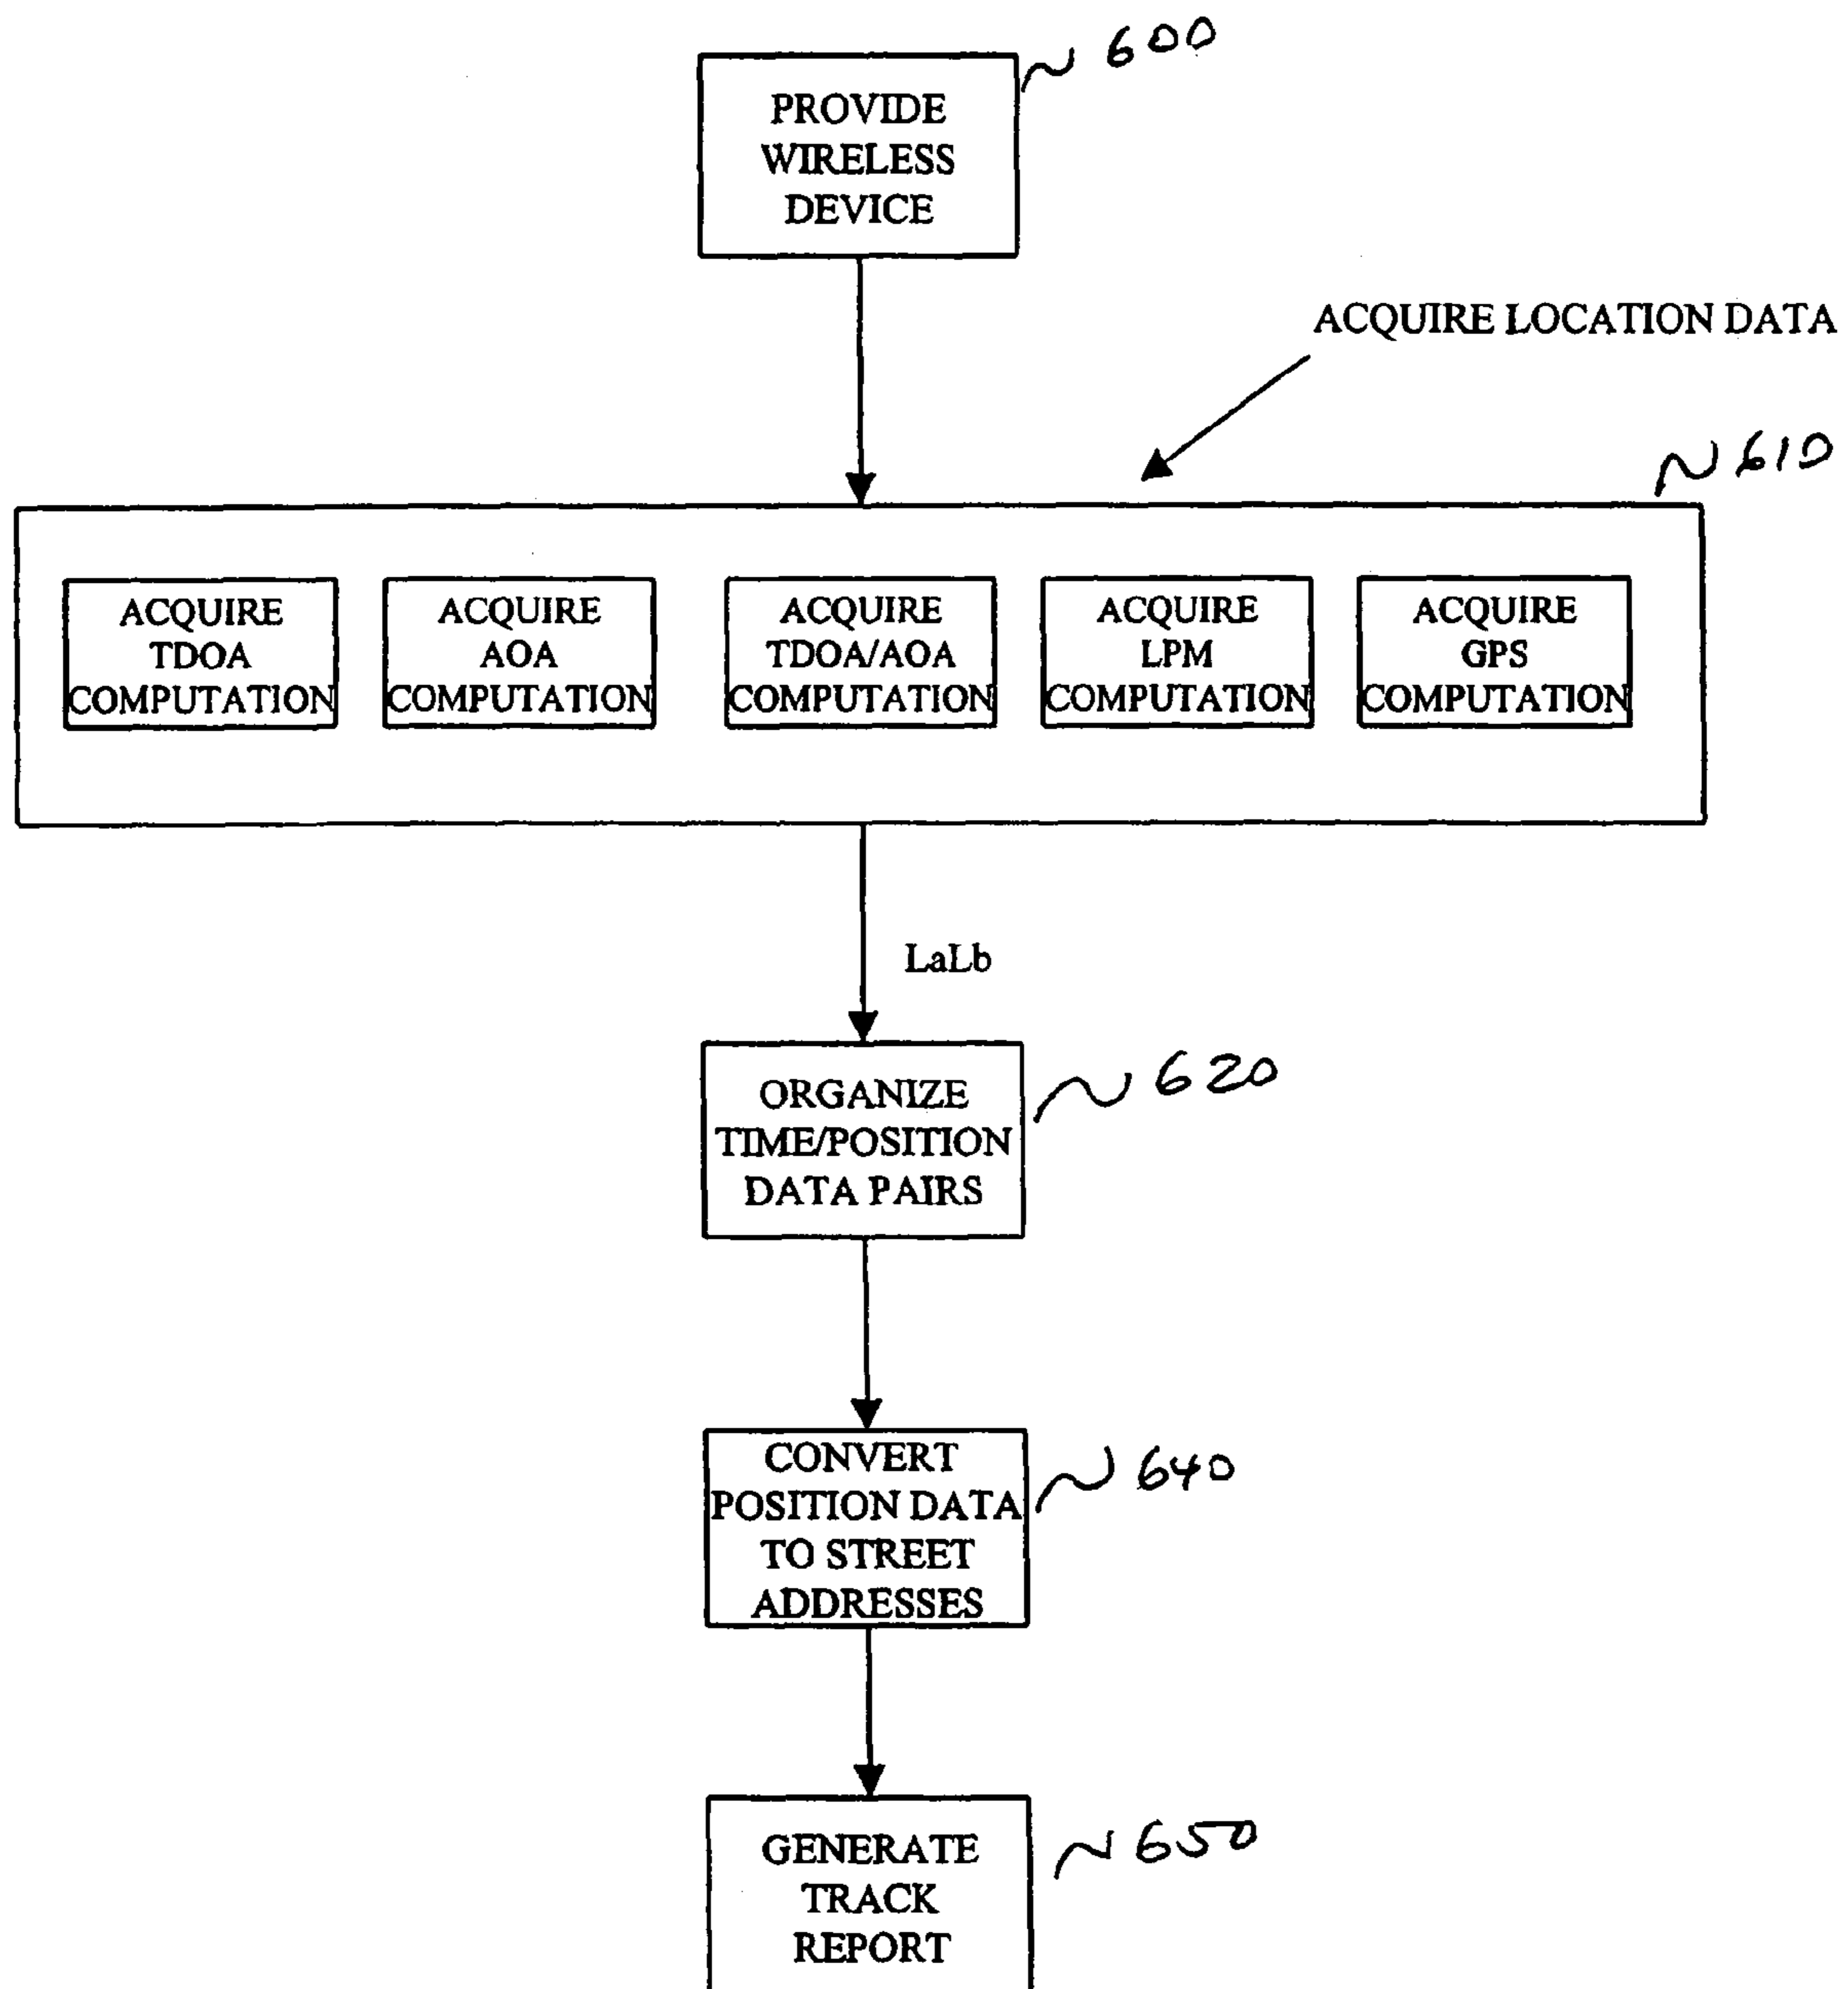 600
PROVIDE
WIRELESS
DEVICE
ACQUIRE LOCATION DATA
610
ACQUIRE
TDOA
COMPUTATION
ACQUIRE
AOA
COMPUTATION
ACQUIRE
TDOA/AOA
COMPUTATION
ACQUIRE
LPM
COMPUTATION
ACQUIRE
GPS
COMPUTATION
LaLb
620
ORGANIZE
TIME/POSITION
DATA PAIRS
640
CONVERT
POSITION DATA
TO STREET
ADDRESSES
650
GENERATE
TRACK
REPORT